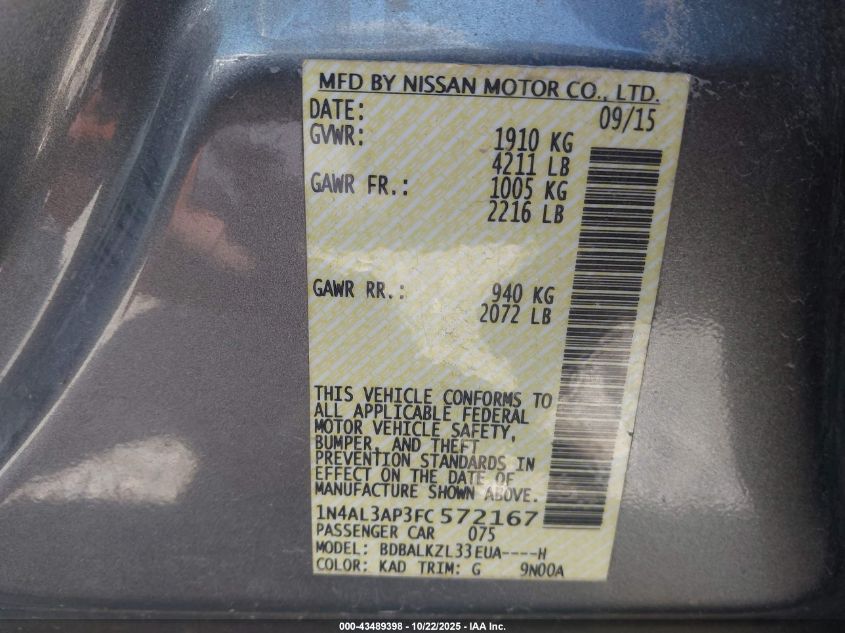 MFD BY NISSAN MOTOR CO., LTD.
DATE: 09/15
GVWR: 1910 KG
4211 LB
GAWR FR.: 1005 KG
2216 LB
GAWR RR.: 940 KG
2072 LB
THIS VEHICLE CONFORMS TO
ALL APPLICABLE FEDERAL
MOTOR VEHICLE SAFETY,
BUMPER, AND THEFT
PREVENTION STANDARDS IN
EFFECT ON THE DATE OF
MANUFACTURE SHOWN ABOVE.
1N4AL3AP3FC572167
PASSENGER CAR 075
MODEL: BDBALKZL33EUA----H
COLOR: KAD TRIM: G 9N00A
000-43489398 - 10/22/2025 - IAA Inc.